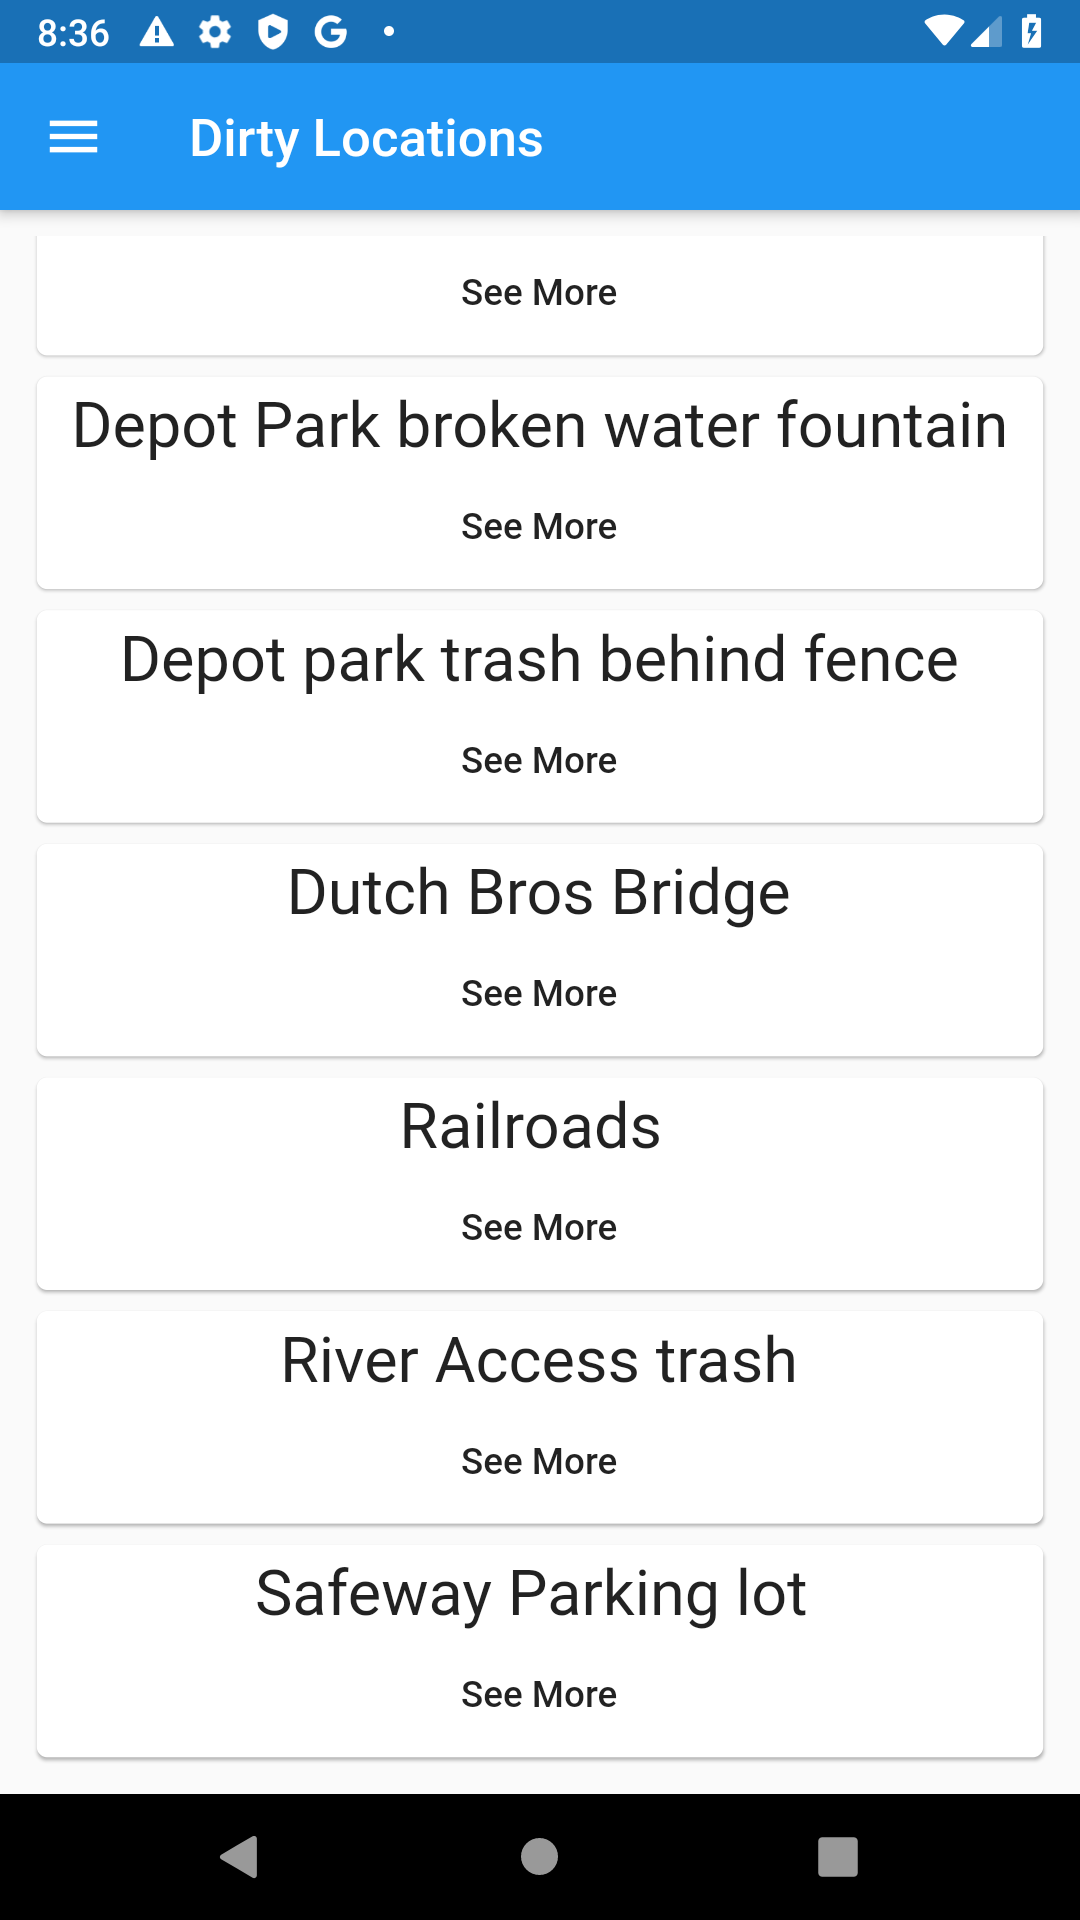 8:36
Dirty Locations
See More
Depot Park broken water fountain
See More
Depot park trash behind fence
See More
Dutch Bros Bridge
See More
Railroads
See More
River Access trash
See More
Safeway Parking lot
See More